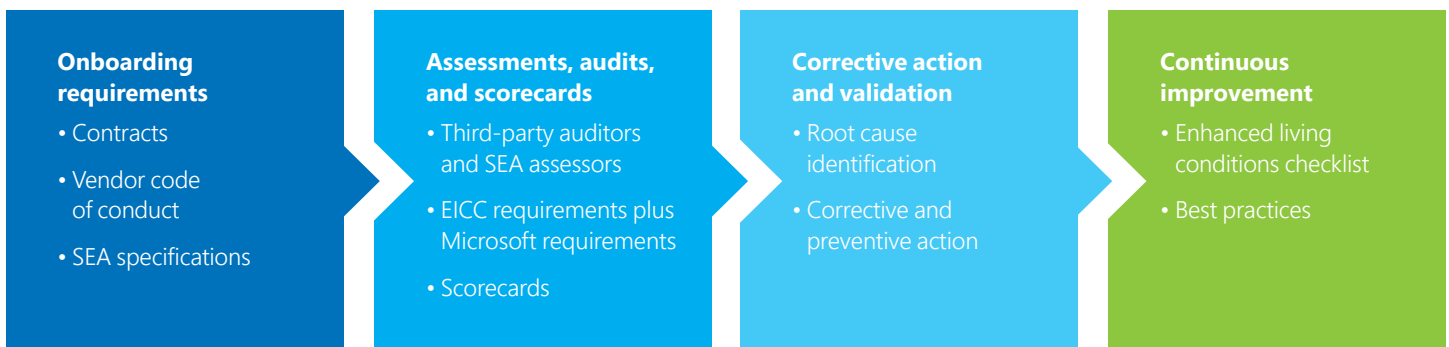 Onboarding
requirements
• Contracts
• Vendor code
of conduct
• SEA specifications
Assessments, audits,
and scorecards
• Third-party auditors
and SEA assessors
• EICC requirements plus
Microsoft requirements
• Scorecards
Corrective action
and validation
• Root cause
identification
• Corrective and
preventive action
Continuous
improvement
• Enhanced living
conditions checklist
• Best practices